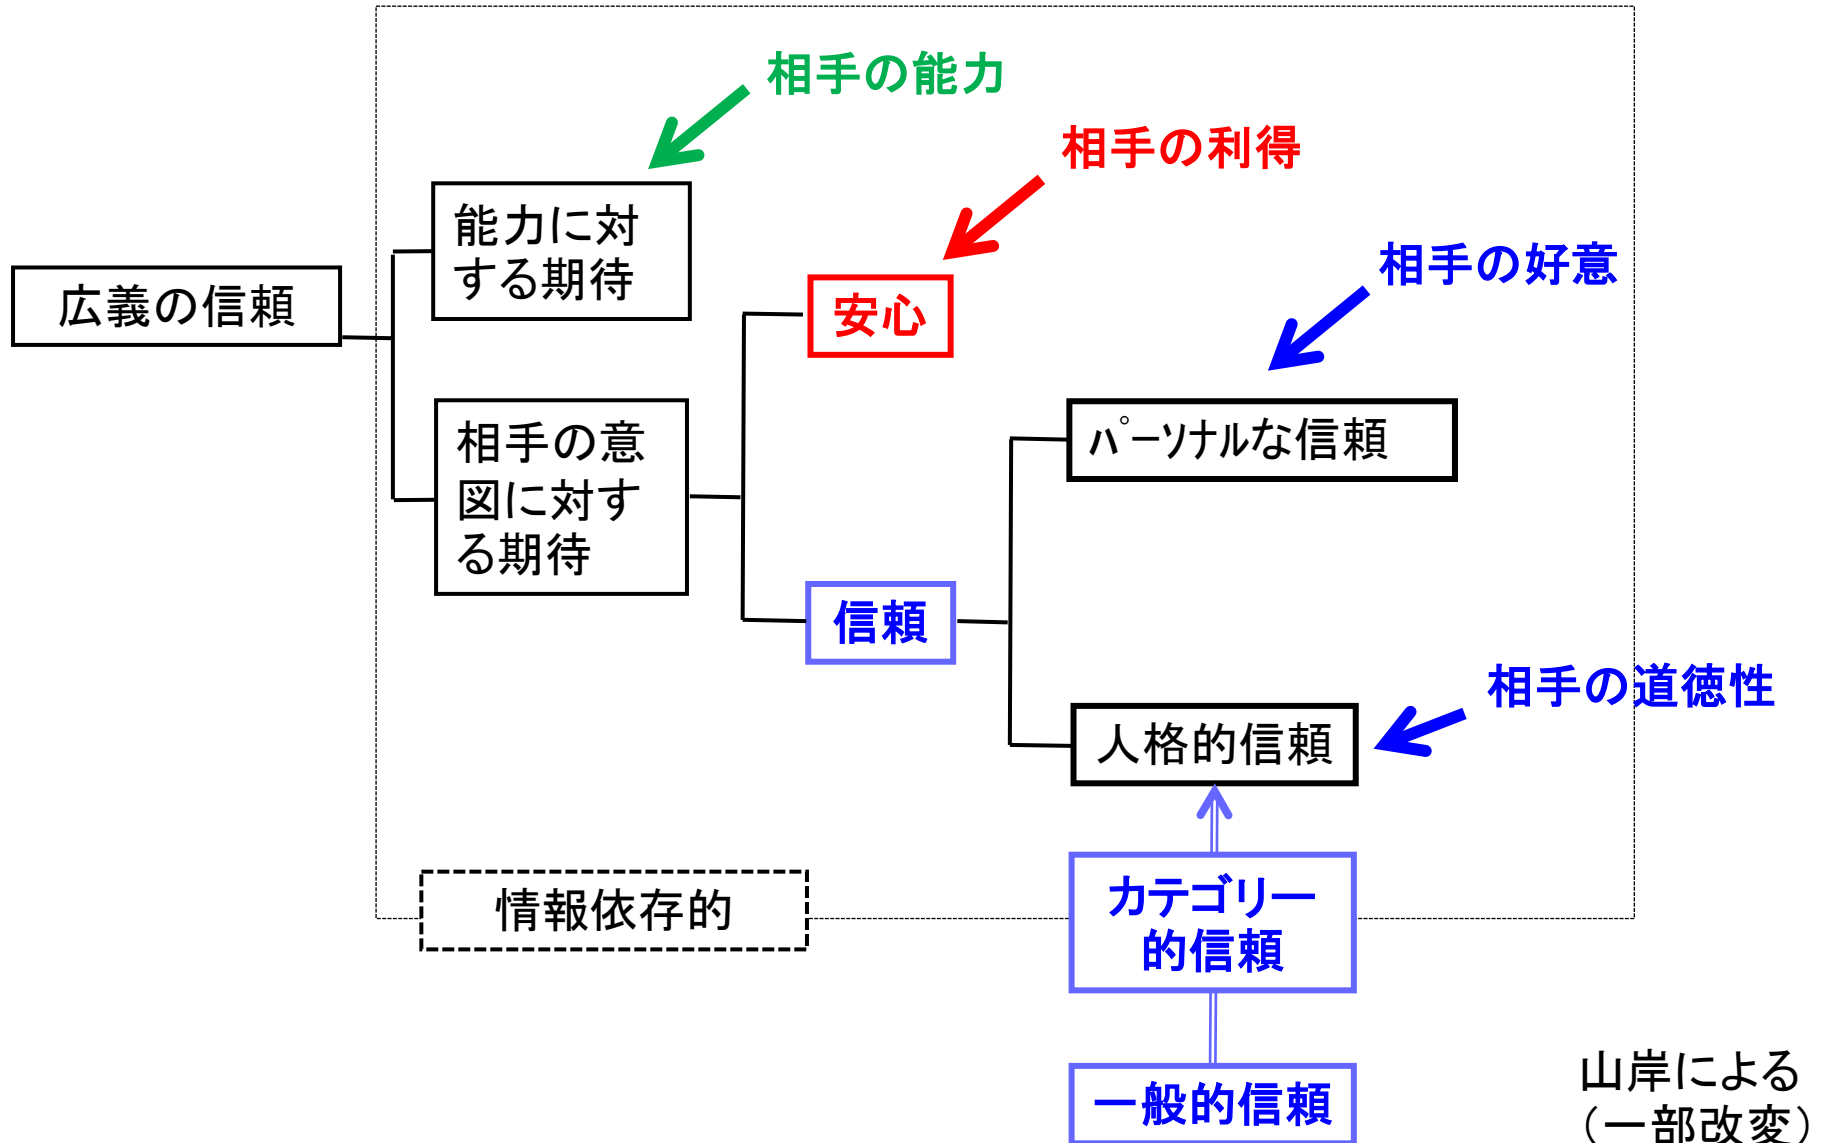 相手の能力
相手の利得
能力に対
する期待
相手の好意
広義の信頼
安心
相手の意
図に対す
る期待
ﾊﾟｰｿﾅﾙな信頼
信頼
相手の道徳性
人格的信頼
カテゴリー
的信頼
情報依存的
山岸による
（一部改変）
一般的信頼